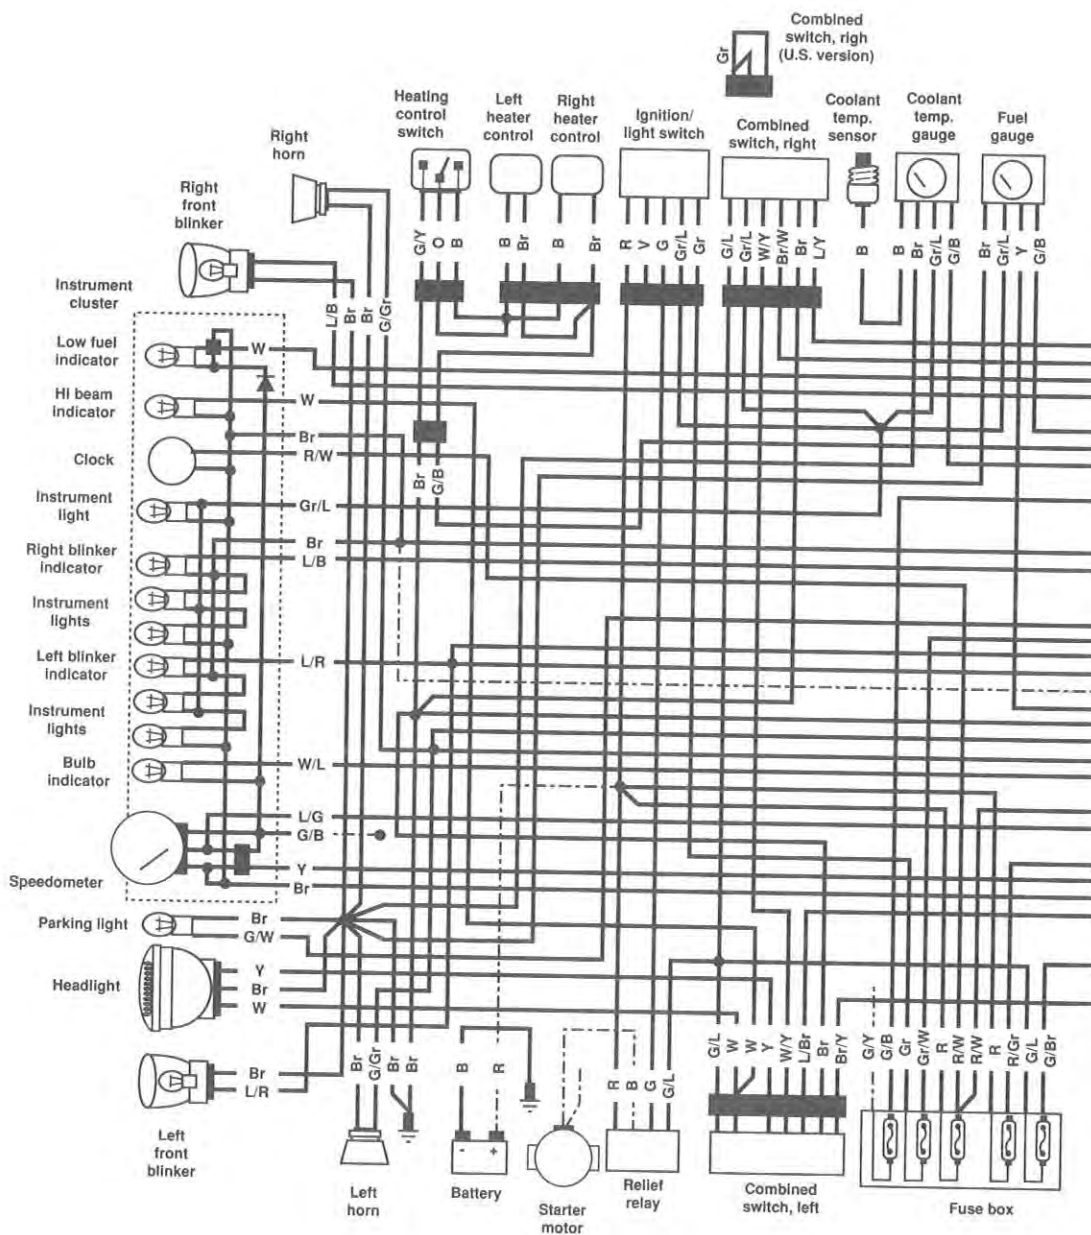 Combined
switch, righ
(U.S. version)
Gr
Heating
control
switch
Left
heater
control
Right
heater
control
Ignition/
light switch
Combined
switch, right
Coolant
temp.
sensor
Coolant
temp.
gauge
Fuel
gauge
Right
horn
Right
front
blinker
G/Y
O
B
B
Br
B
Br
R
V
G
Gr/L
Gr
G/L
Gr/L
W/Y
Br/W
Br
L/Y
B
B
Br
Gr/L
G/B
Br
Gr/L
Y
G/B
Instrument
cluster
L/B
Br
Br
G/Gr
Low fuel
indicator
W
HI beam
indicator
W
Br
Clock
R/W
Br
G/B
Instrument
light
Gr/L
Right blinker
indicator
Br
L/B
Instrument
lights
Left blinker
indicator
L/R
Instrument
lights
Bulb
indicator
W/L
L/G
G/B
Y
Speedometer
Br
Parking light
Br
G/W
Headlight
Y
Br
W
Br
L/R
Left
front
blinker
Br
G/Gr
Br
Br
B
R
R
B
G
G/L
G/L
W
W
Y
W/Y
L/Br
Br
Br/Y
G/Y
G/B
Gr
Gr/W
R
R/W
R/W
R
R/Gr
G/L
G/Br
- +
Left
horn
Battery
Starter
motor
Relief
relay
Combined
switch, left
Fuse box